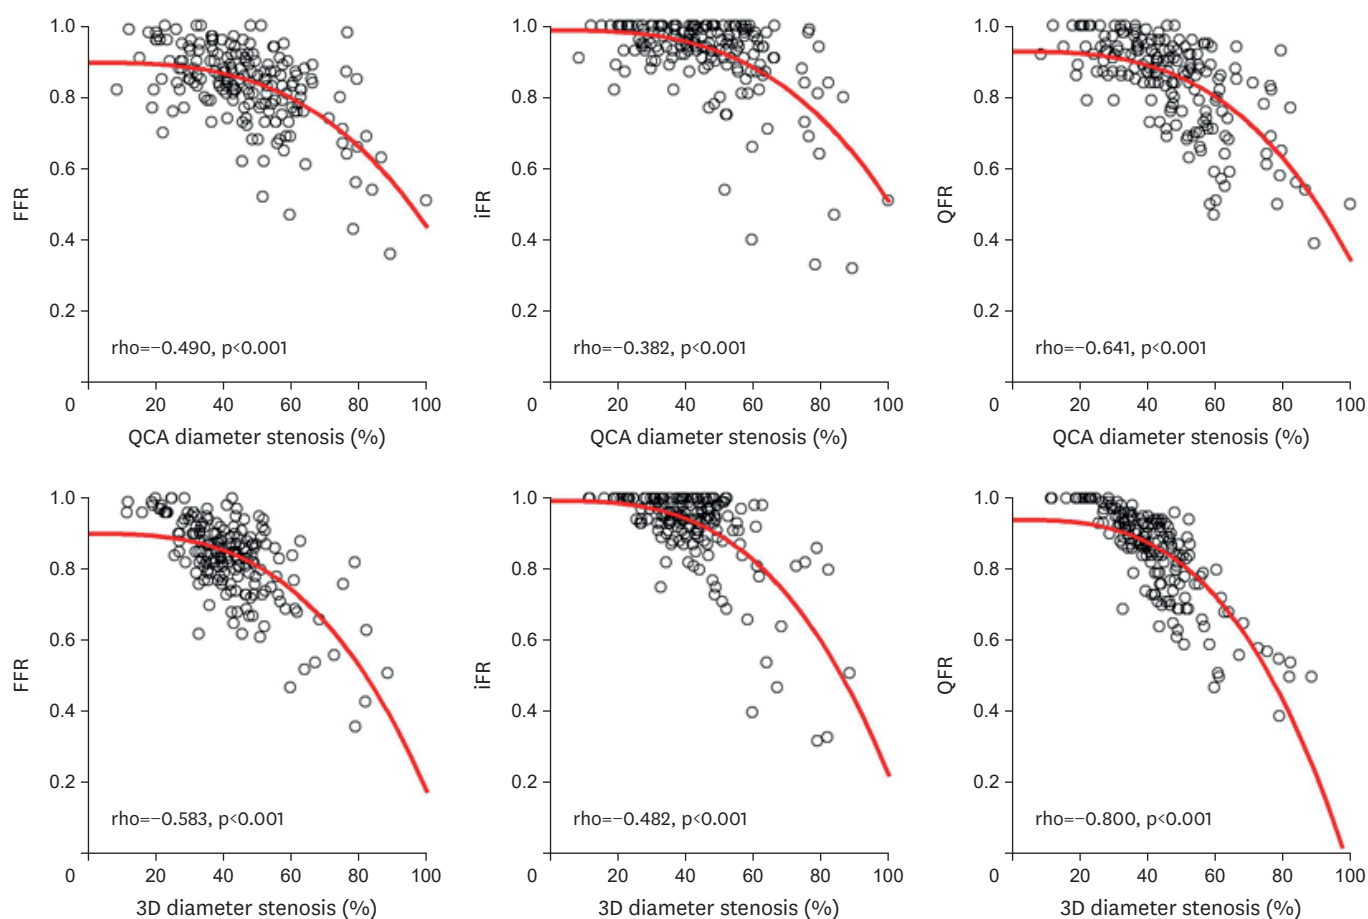 1.0
0.8
0.6
0.4
0.2
FFR
rho=−0.490, p<0.001
0 20 40 60 80 100
QCA diameter stenosis (%)
1.0
0.8
0.6
0.4
0.2
iFR
rho=−0.382, p<0.001
0 20 40 60 80 100
QCA diameter stenosis (%)
1.0
0.8
0.6
0.4
0.2
QFR
rho=−0.641, p<0.001
0 20 40 60 80 100
QCA diameter stenosis (%)
1.0
0.8
0.6
0.4
0.2
FFR
rho=−0.583, p<0.001
0 20 40 60 80 100
3D diameter stenosis (%)
1.0
0.8
0.6
0.4
0.2
iFR
rho=−0.482, p<0.001
0 20 40 60 80 100
3D diameter stenosis (%)
1.0
0.8
0.6
0.4
0.2
QFR
rho=−0.800, p<0.001
0 20 40 60 80 100
3D diameter stenosis (%)